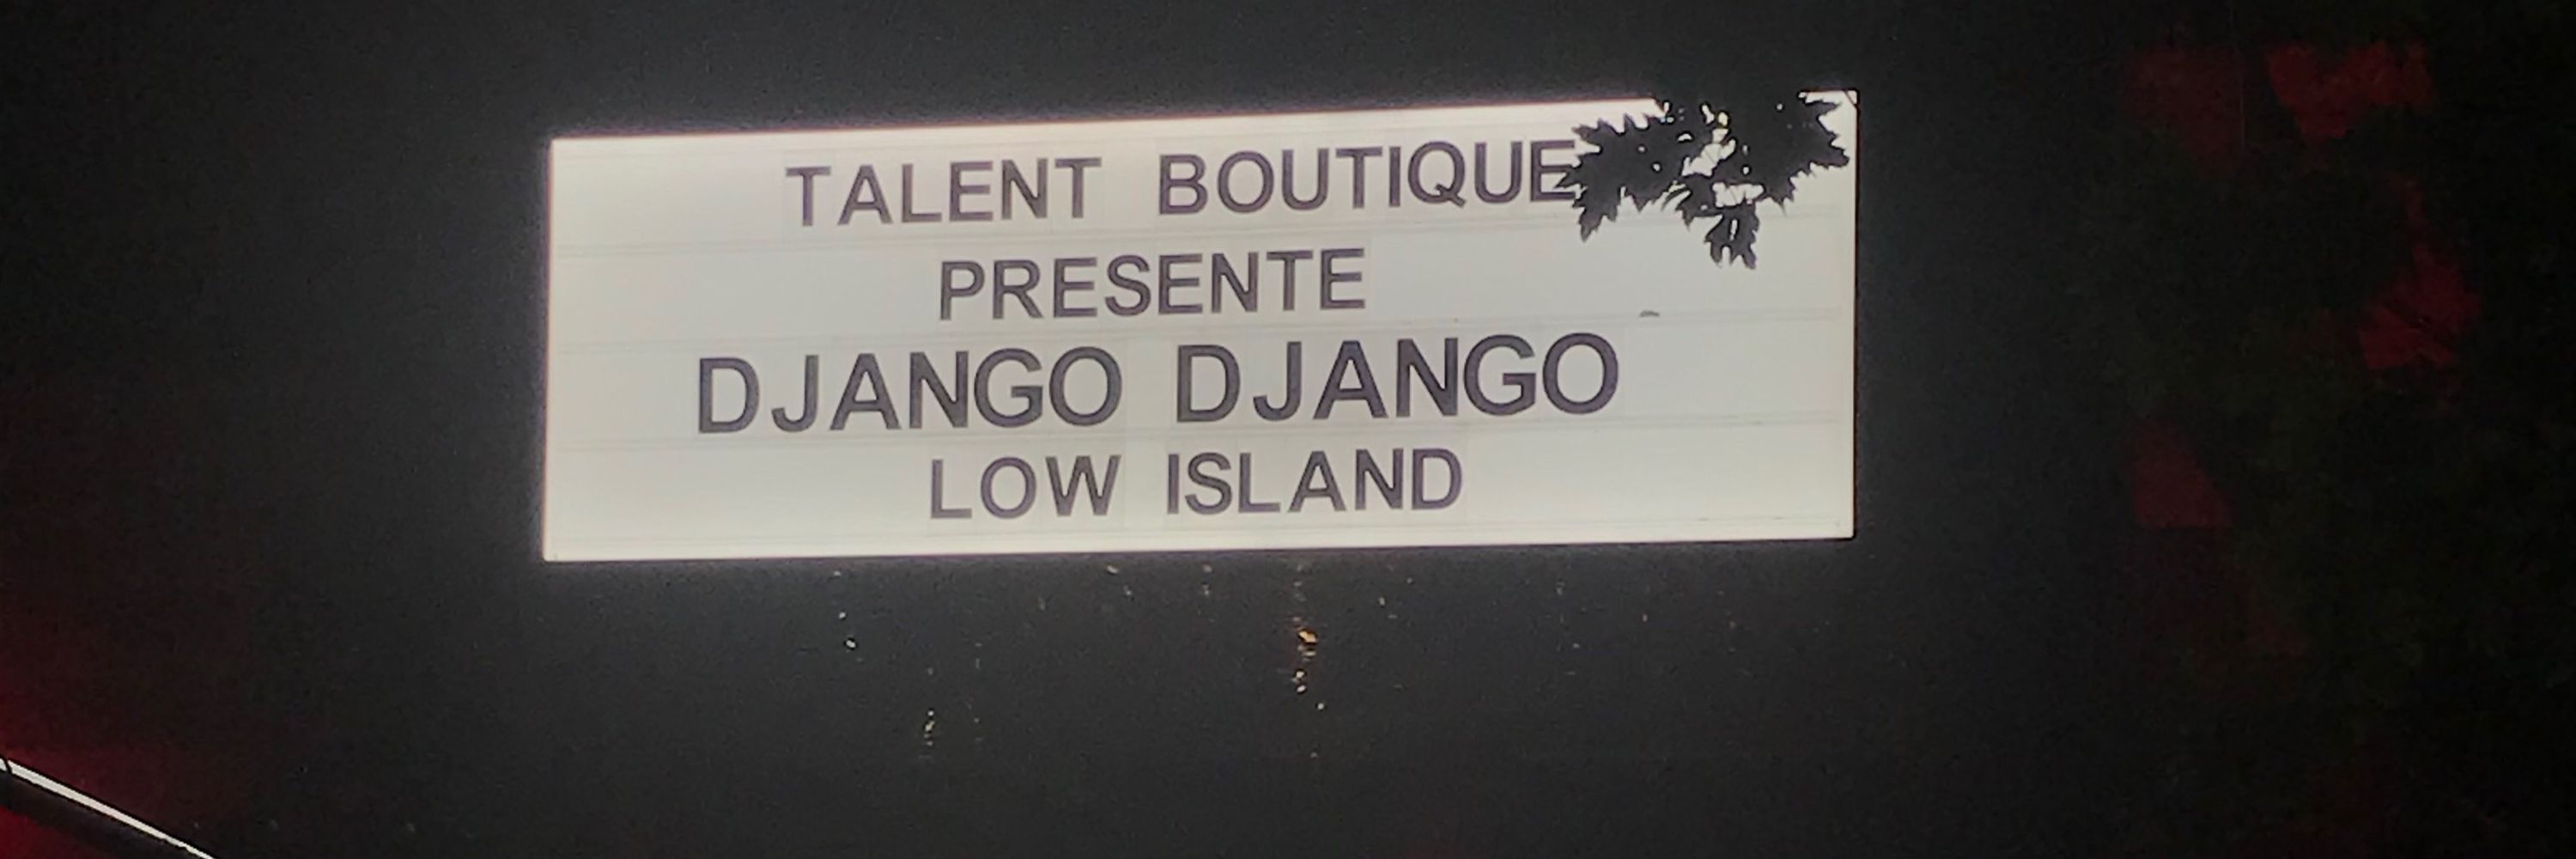 TALENT BOUTIQUE
PRESENTE
DJANGO DJANGO
LOW ISLAND